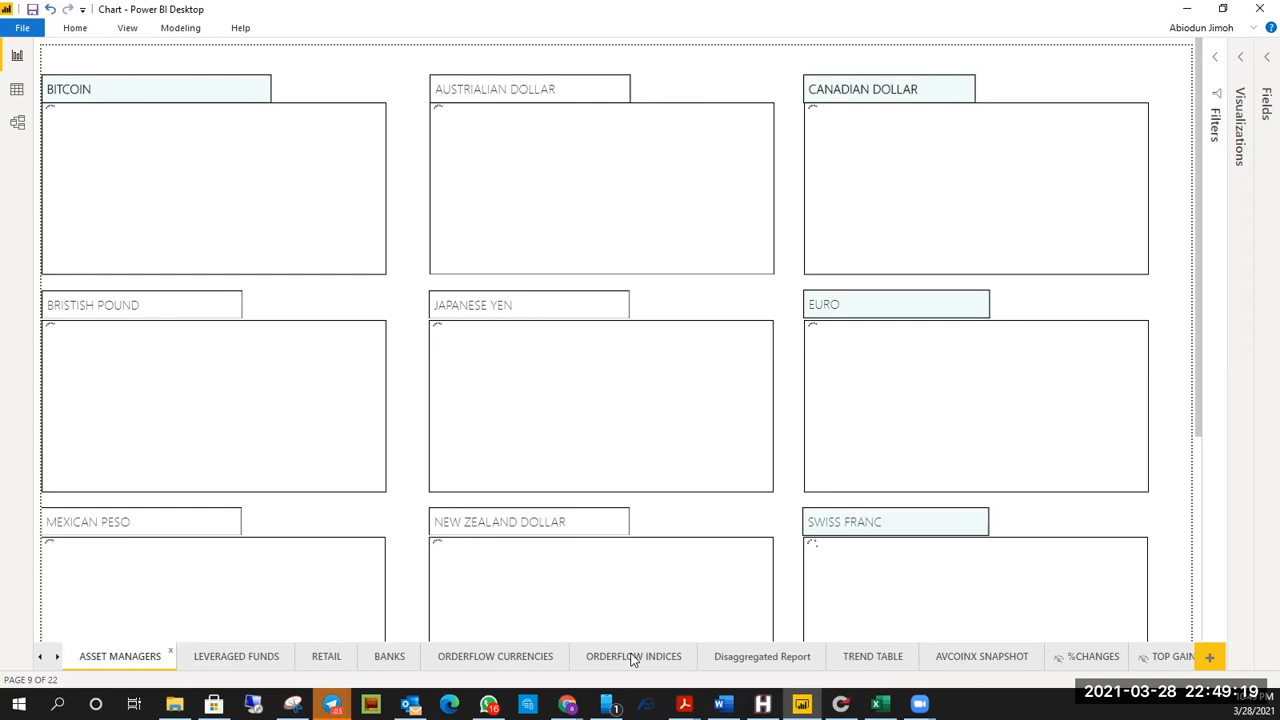 Chart - Power BI Desktop
File Home View Modeling Help Abiodun Jimoh
BITCOIN
AUSTRIALIAN DOLLAR
CANADIAN DOLLAR
Filters
Visualizations
Fields
BRISTISH POUND
JAPANESE YEN
EURO
MEXICAN PESO
NEW ZEALAND DOLLAR
SWISS FRANC
ASSET MANAGERS LEVERAGED FUNDS RETAIL BANKS ORDERFLOW CURRENCIES ORDERFLOW INDICES Disaggregated Report TREND TABLE AVCOINX SNAPSHOT %CHANGES TOP GAIN
PAGE 9 OF 22
2021-03-28 22:49:19
16
1
3/28/2021